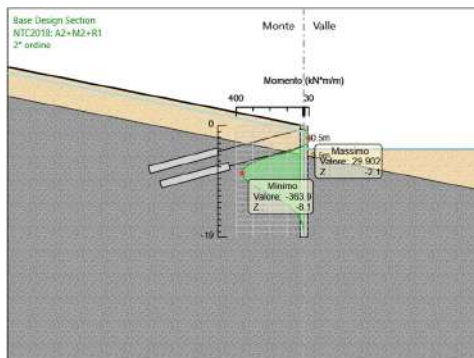 Base Design Section
NTC2018: A2+M2+R1
2° ordine
Monte
Valle
Momento (kN*m/m)
400
30
0
0.5m
Massimo
Valore: 29.902
Z -2.1
Minimo
Valore: -363.9
Z -8.1
-19